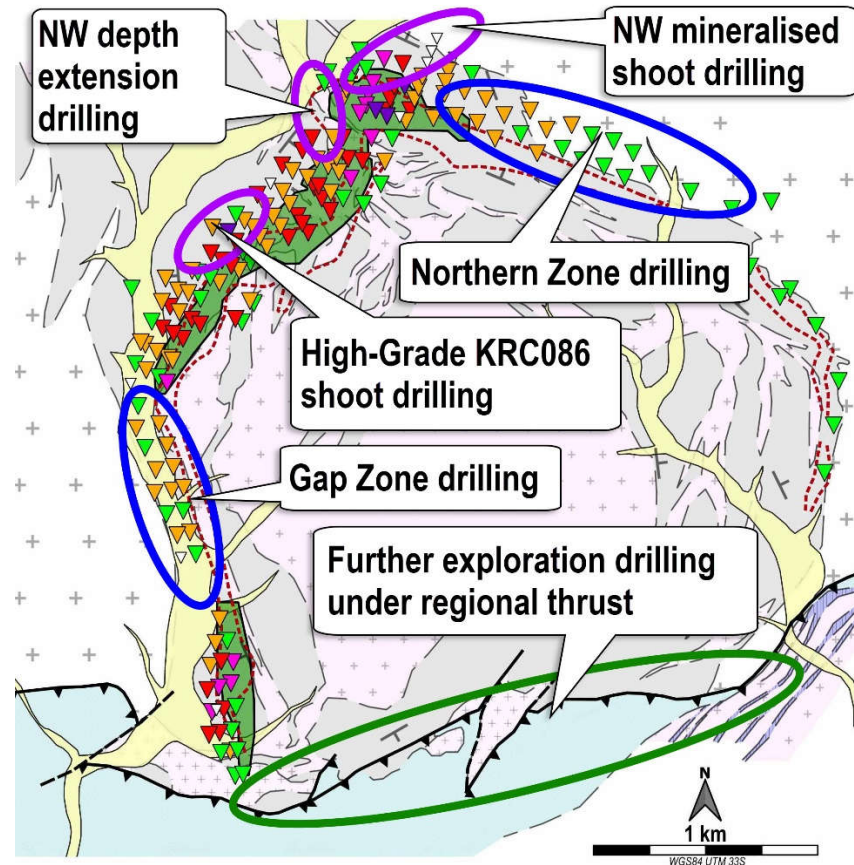 NW depth
extension
drilling
NW mineralised
shoot drilling
Northern Zone drilling
High-Grade KRC086
shoot drilling
Gap Zone drilling
Further exploration drilling
under regional thrust
N
1 km
WGS84 UTM 33S